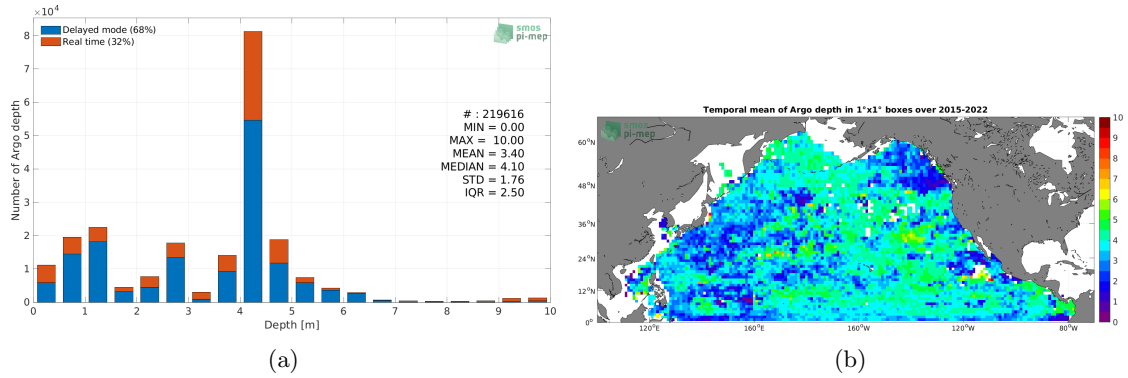 ×10⁴
Delayed mode (68%)
Real time (32%)
smos
pi-mep
# : 219616
MIN = 0.00
MAX = 10.00
MEAN = 3.40
MEDIAN = 4.10
STD = 1.76
IQR = 2.50
Number of Argo depth
8
7
6
5
4
3
2
1
0
0 1 2 3 4 5 6 7 8 9 10
Depth [m]
(a)
Temporal mean of Argo depth in 1°x1° boxes over 2015-2022
smos
pi-mep
60°N
48°N
36°N
24°N
12°N
0°
120°E 160°E 160°W 120°W 80°W
10
9
8
7
6
5
4
3
2
1
0
(b)